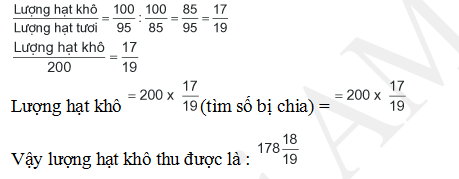 Lượng hạt khô / Lượng hạt tươi = 100/95 : 100/85 = 85/95 = 17/19
Lượng hạt khô / 200 = 17/19
Lượng hạt khô = 200 x 17/19 (tìm số bị chia) = = 200 x 17/19
Vậy lượng hạt khô thu được là : 178 18/19
AM